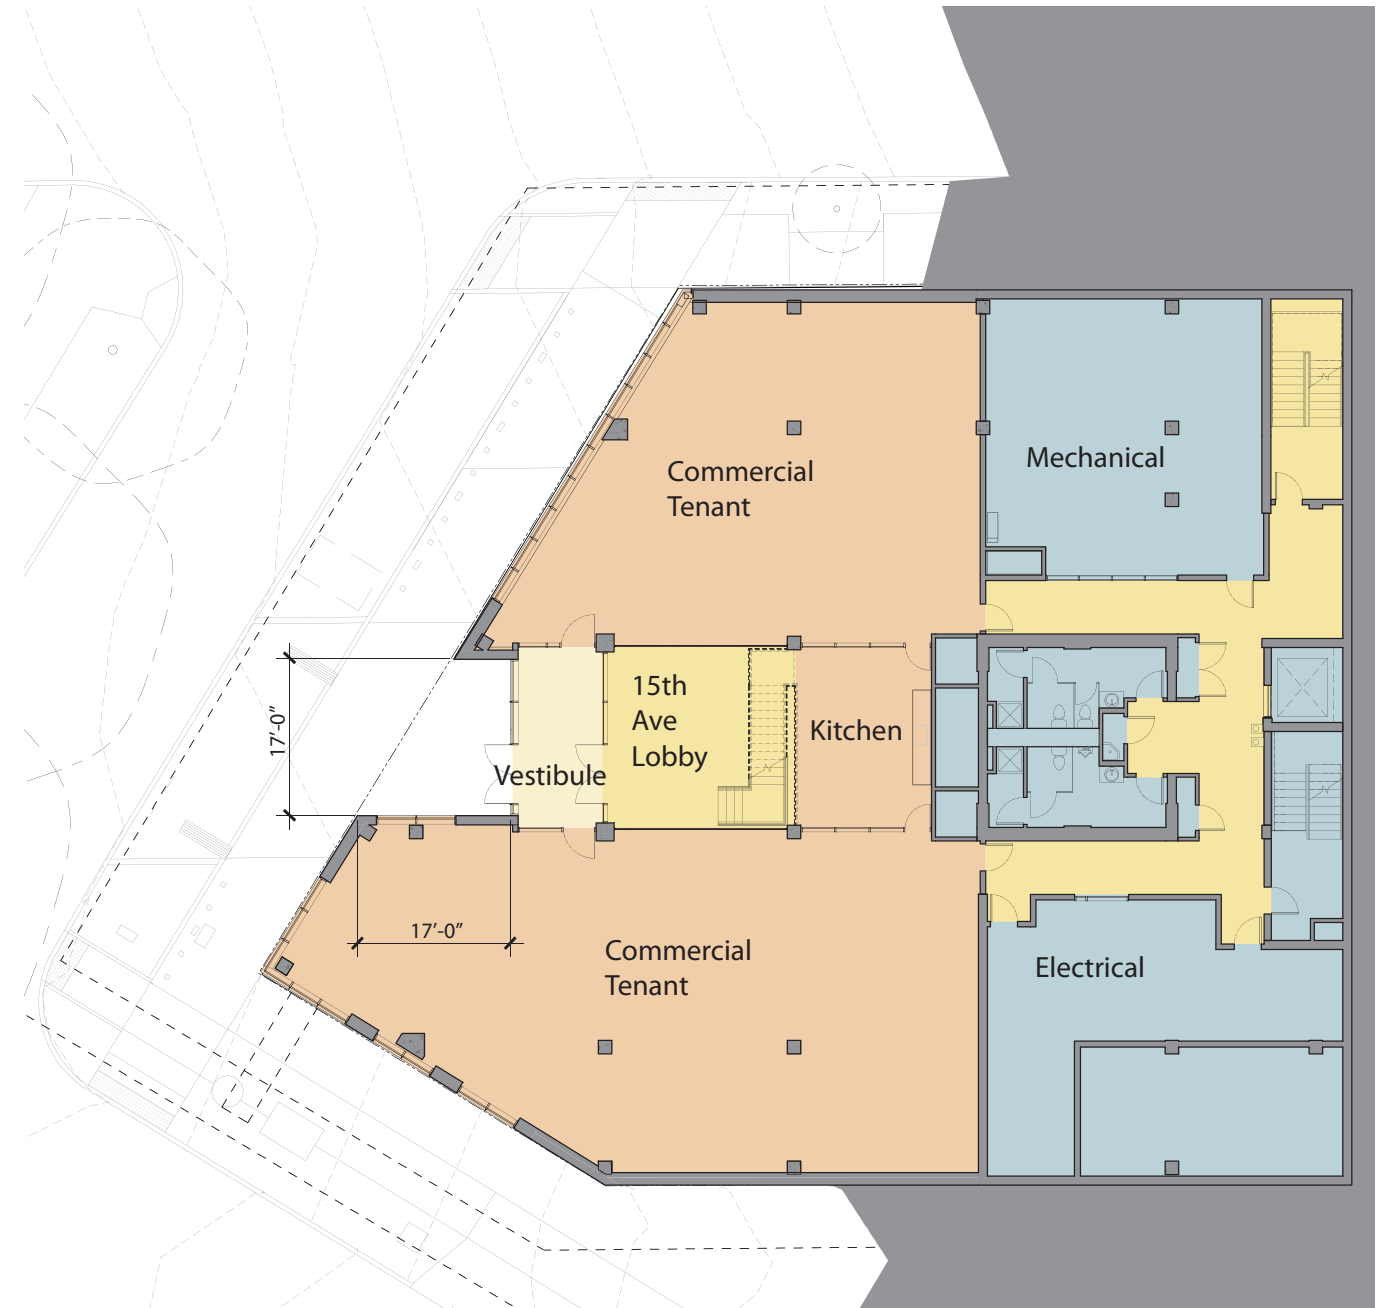 Commercial
Tenant
Mechanical
15th
Ave
Lobby
Kitchen
Vestibule
17’-0”
17’-0”
Commercial
Tenant
Electrical